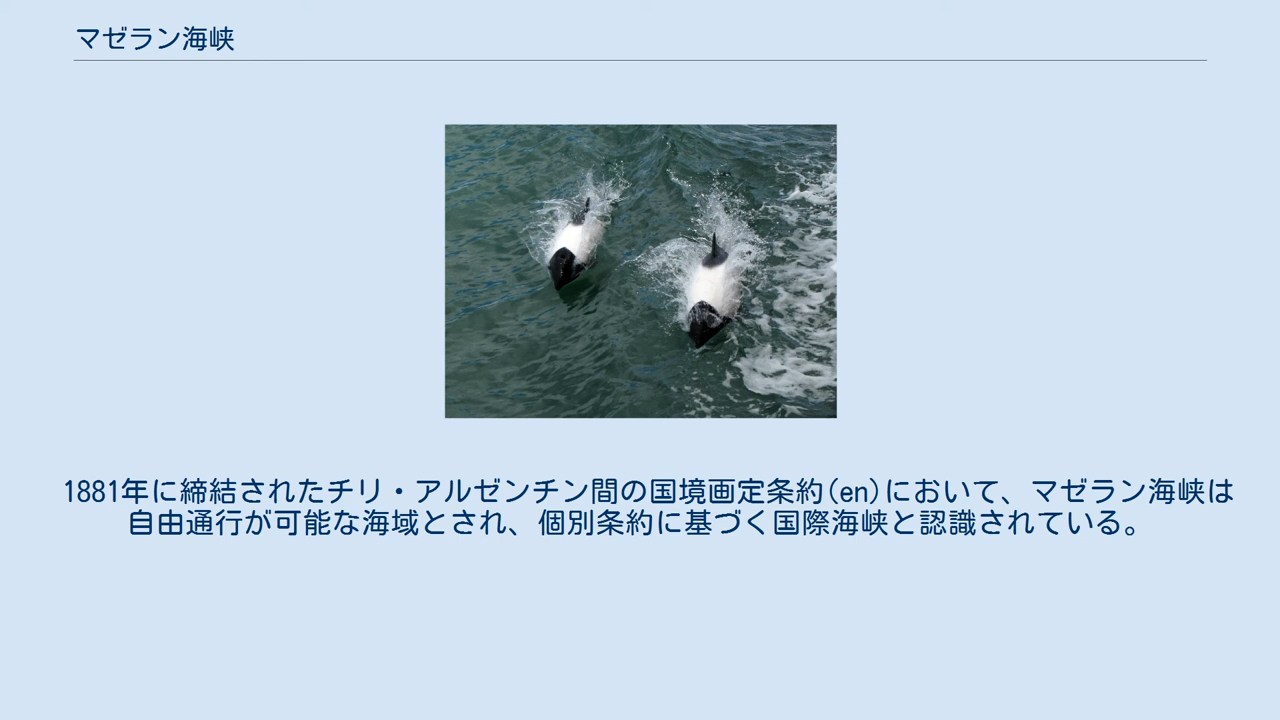 マゼラン海峡
1881年に締結されたチリ・アルゼンチン間の国境画定条約(en)において、マゼラン海峡は
自由通行が可能な海域とされ、個別条約に基づく国際海峡と認識されている。